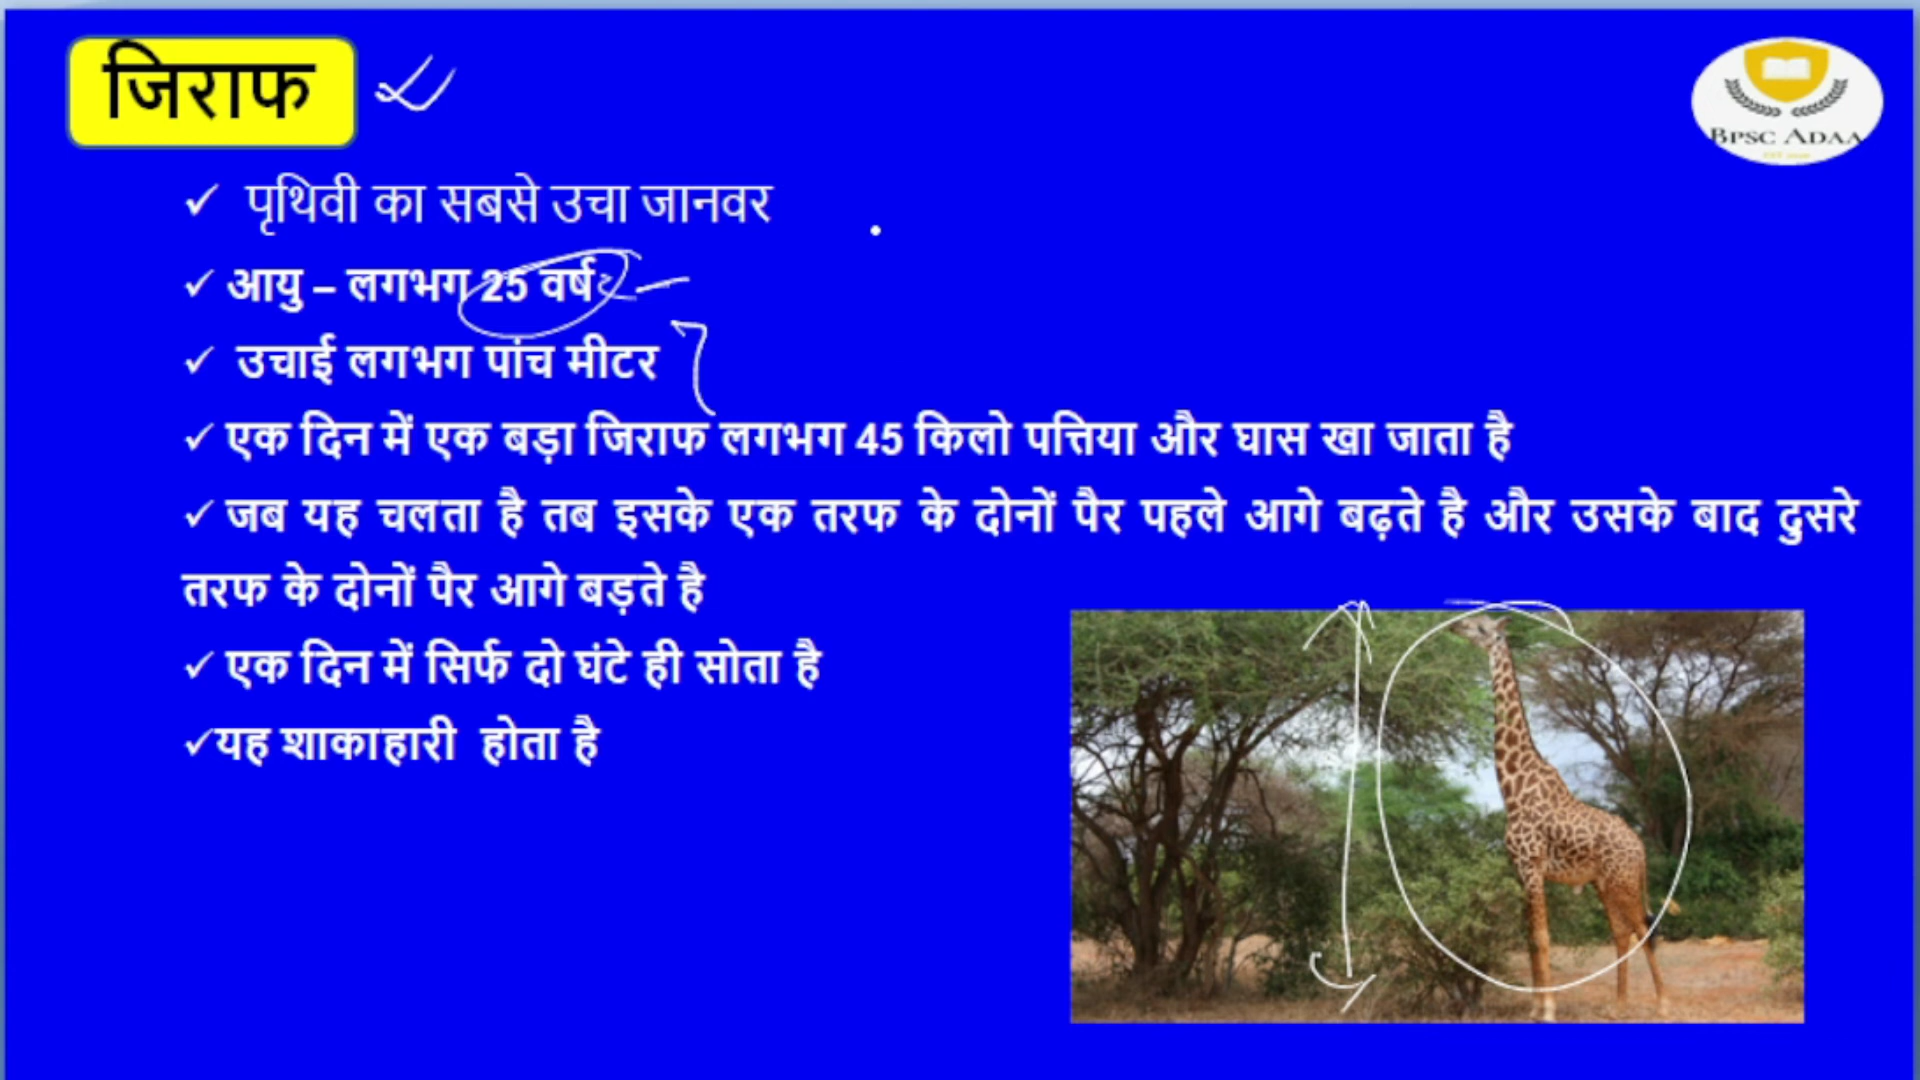 जिराफ
BPSC ADAA
पृथिवी का सबसे उचा जानवर
आयु – लगभग 25 वर्ष
उचाई लगभग पांच मीटर
एक दिन में एक बड़ा जिराफ लगभग 45 किलो पत्तिया और घास खा जाता है
जब यह चलता है तब इसके एक तरफ के दोनों पैर पहले आगे बढ़ते है और उसके बाद दुसरे
तरफ के दोनों पैर आगे बड़ते है
एक दिन में सिर्फ दो घंटे ही सोता है
यह शाकाहारी होता है